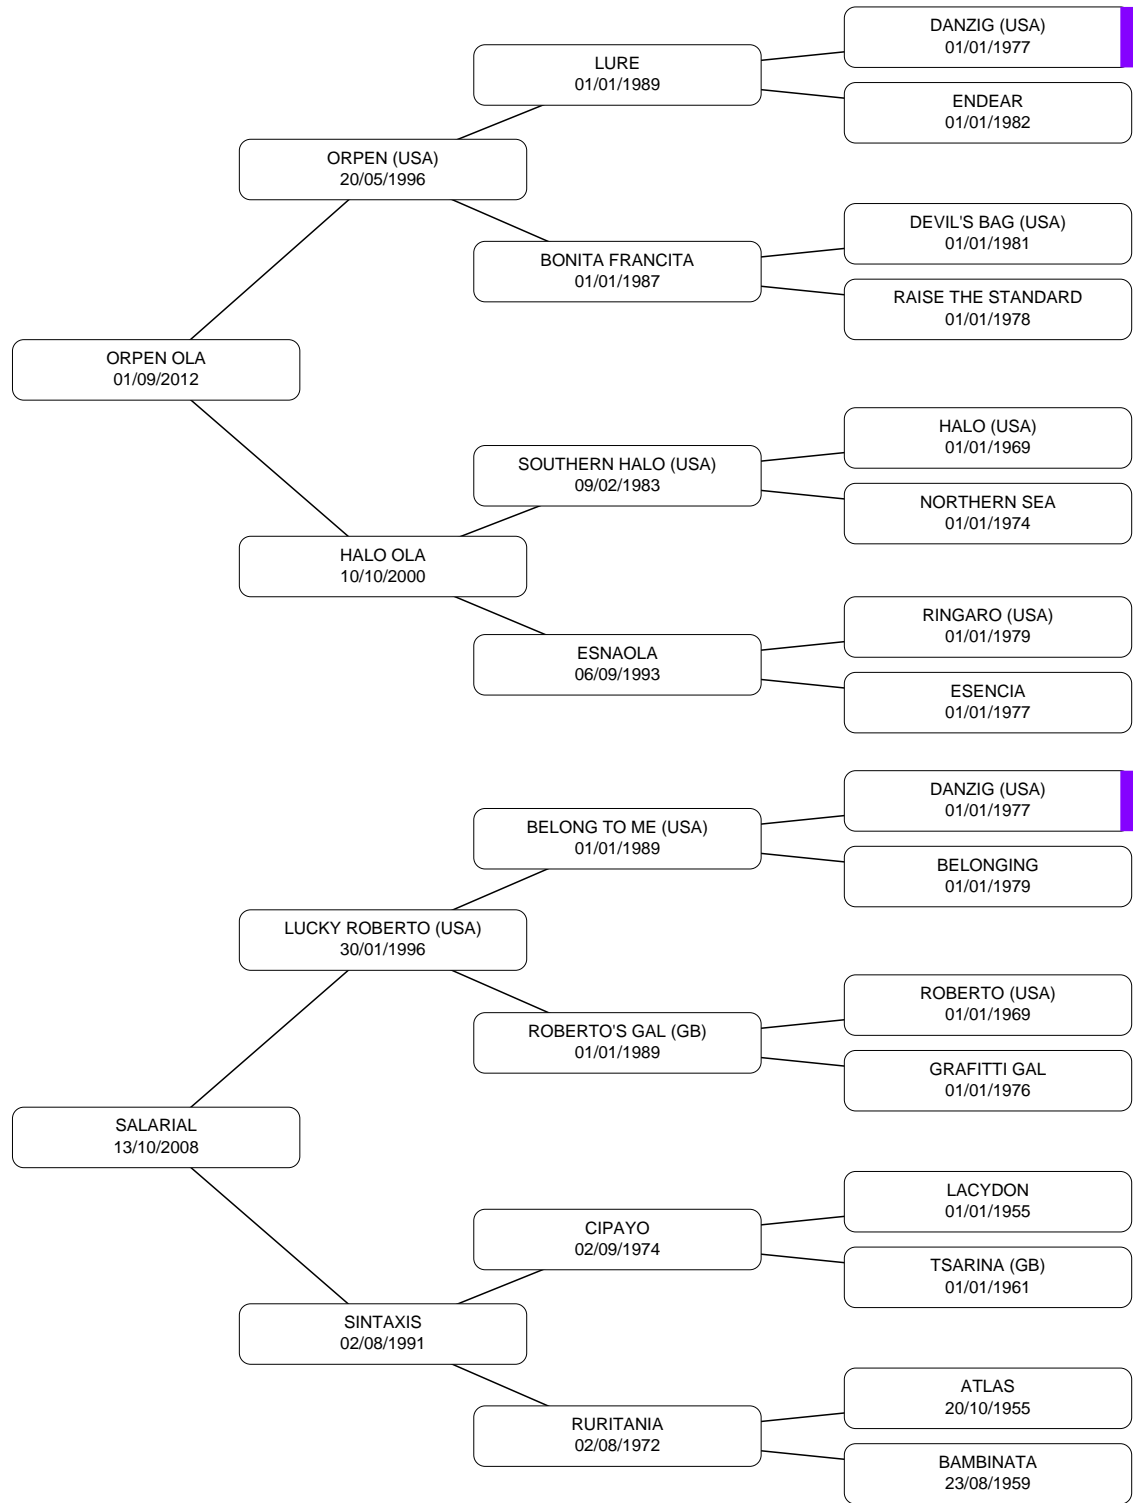 DANZIG (USA)
01/01/1977
LURE
01/01/1989
ENDEAR
01/01/1982
ORPEN (USA)
20/05/1996
DEVIL'S BAG (USA)
01/01/1981
BONITA FRANCITA
01/01/1987
RAISE THE STANDARD
01/01/1978
ORPEN OLA
01/09/2012
HALO (USA)
01/01/1969
SOUTHERN HALO (USA)
09/02/1983
NORTHERN SEA
01/01/1974
HALO OLA
10/10/2000
RINGARO (USA)
01/01/1979
ESNAOLA
06/09/1993
ESENCIA
01/01/1977
DANZIG (USA)
01/01/1977
BELONG TO ME (USA)
01/01/1989
BELONGING
01/01/1979
LUCKY ROBERTO (USA)
30/01/1996
ROBERTO (USA)
01/01/1969
ROBERTO'S GAL (GB)
01/01/1989
GRAFITTI GAL
01/01/1976
SALARIAL
13/10/2008
LACYDON
01/01/1955
CIPAYO
02/09/1974
TSARINA (GB)
01/01/1961
SINTAXIS
02/08/1991
ATLAS
20/10/1955
RURITANIA
02/08/1972
BAMBINATA
23/08/1959